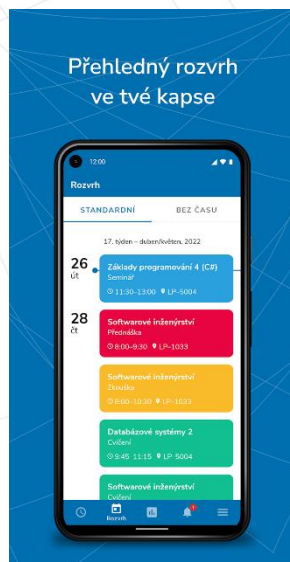 Přehledný rozvrh
ve tvé kapse
12:00
Rozvrh
STANDARDNÍ
BEZ ČASU
17. týden – duben/květen, 2022
26
út
Základy programování 4 (C#)
Seminář
11:30–13:00 LP-5004
28
čt
Softwarové inženýrství
Přednáška
8:00–9:30 LP-1033
Softwarové inženýrství
Zkouška
8:00–10:30 LP-1033
Databázové systémy 2
Cvičení
9:45–11:15 LP-5004
Softwarové inženýrství
Cvičení
Rozvrh